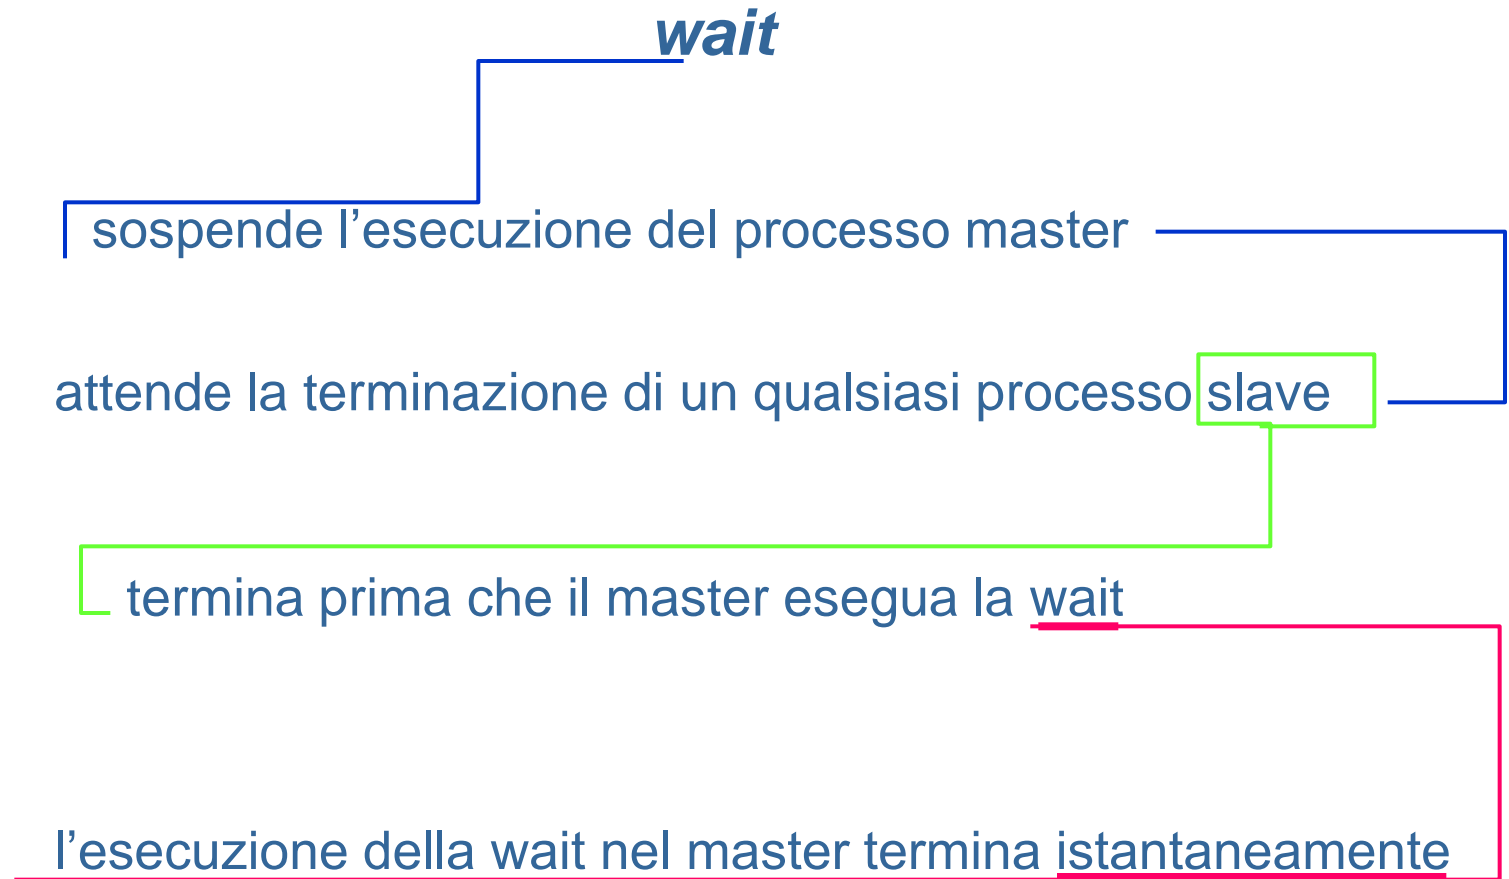 wait
sospende l’esecuzione del processo master
attende la terminazione di un qualsiasi processo slave
termina prima che il master esegua la wait
l’esecuzione della wait nel master termina istantaneamente